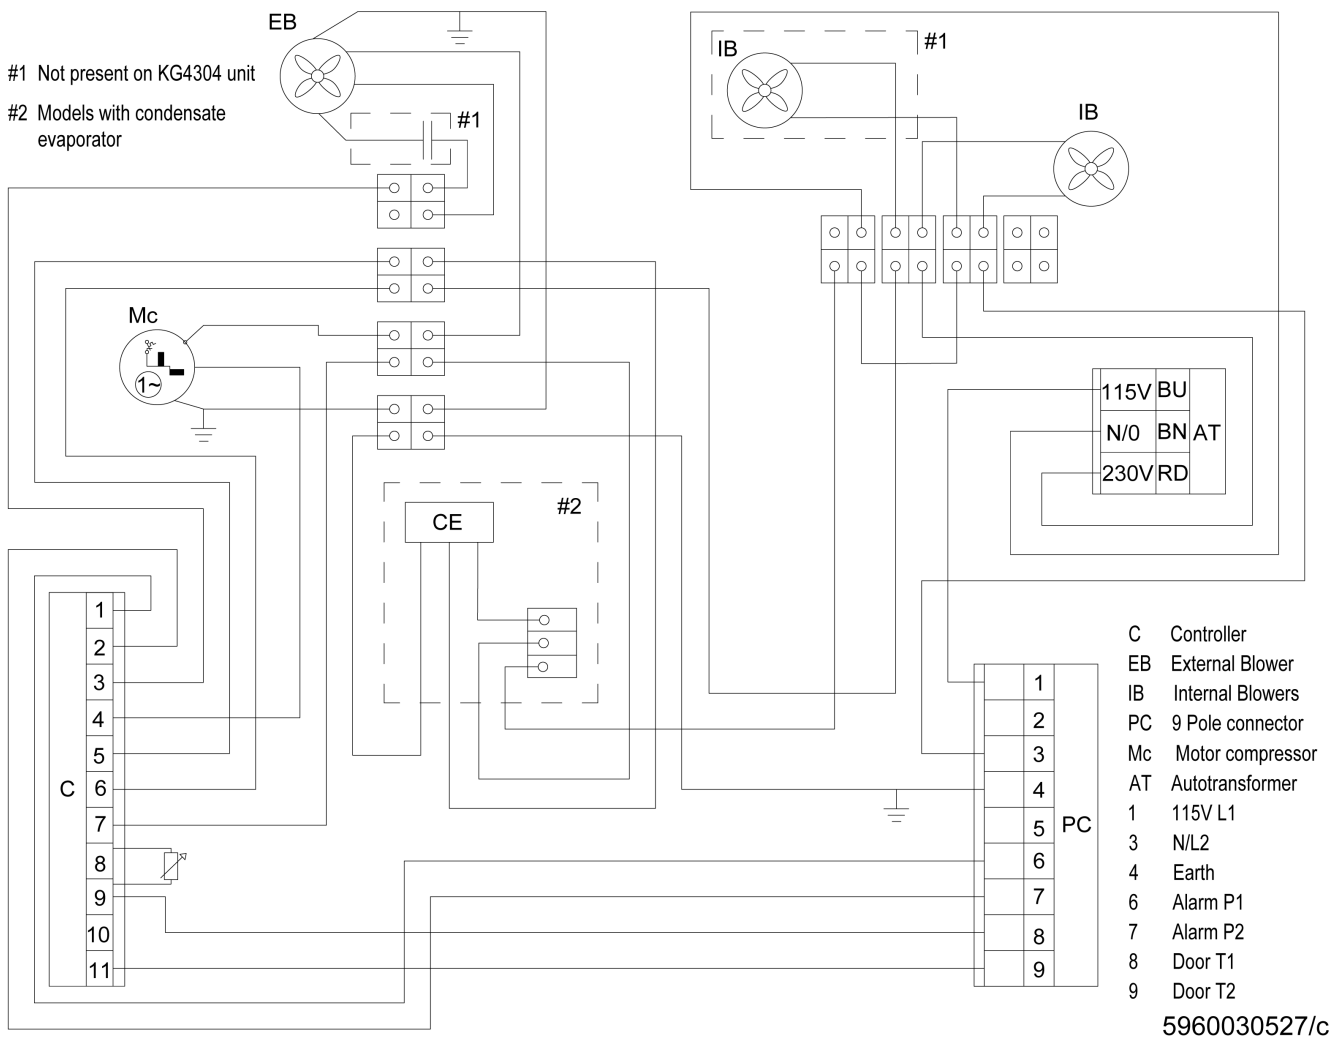 EB
#1 Not present on KG4304 unit
#2 Models with condensate
evaporator
#1
IB
#1
IB
Mc
1~
115V BU
N/0 BN AT
230V RD
#2
CE
C
1
2
3
4
5
6
7
8
9
10
11
1
2
3
4
5
6
7
8
9
PC
C Controller
EB External Blower
IB Internal Blowers
PC 9 Pole connector
Mc Motor compressor
AT Autotransformer
1 115V L1
3 N/L2
4 Earth
6 Alarm P1
7 Alarm P2
8 Door T1
9 Door T2
5960030527/c